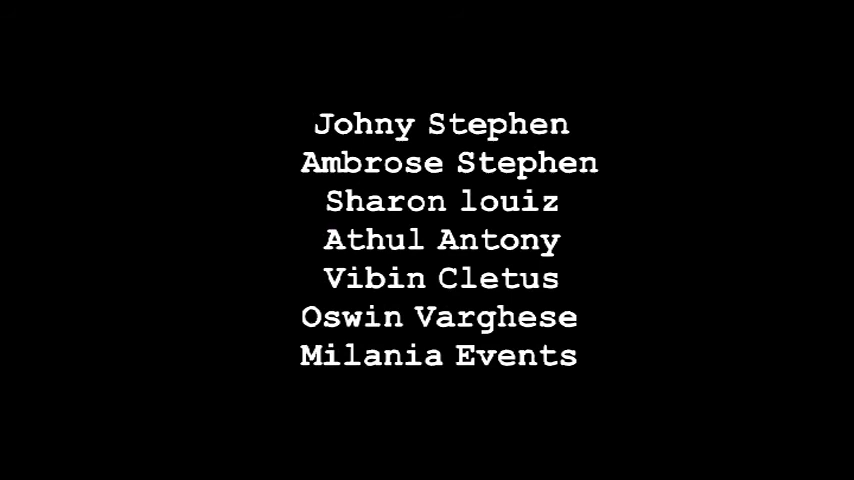 Johny Stephen
Ambrose Stephen
Sharon louiz
Athul Antony
Vibin Cletus
Oswin Varghese
Milania Events